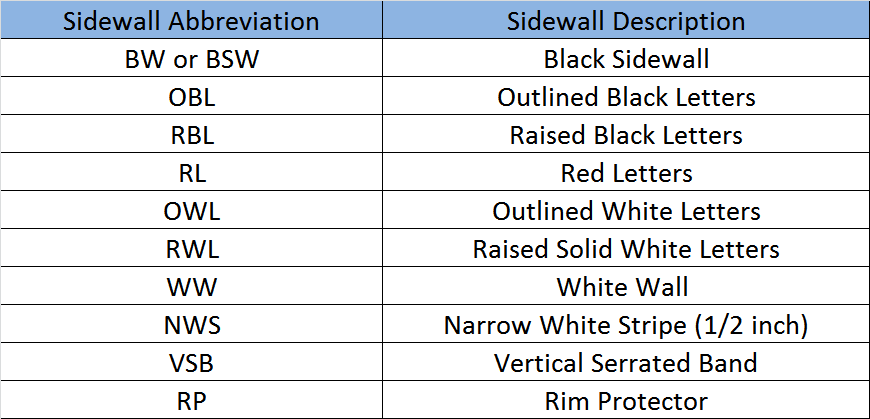 Sidewall Abbreviation Sidewall Description
BW or BSW Black Sidewall
OBL Outlined Black Letters
RBL Raised Black Letters
RL Red Letters
OWL Outlined White Letters
RWL Raised Solid White Letters
WW White Wall
NWS Narrow White Stripe (1/2 inch)
VSB Vertical Serrated Band
RP Rim Protector